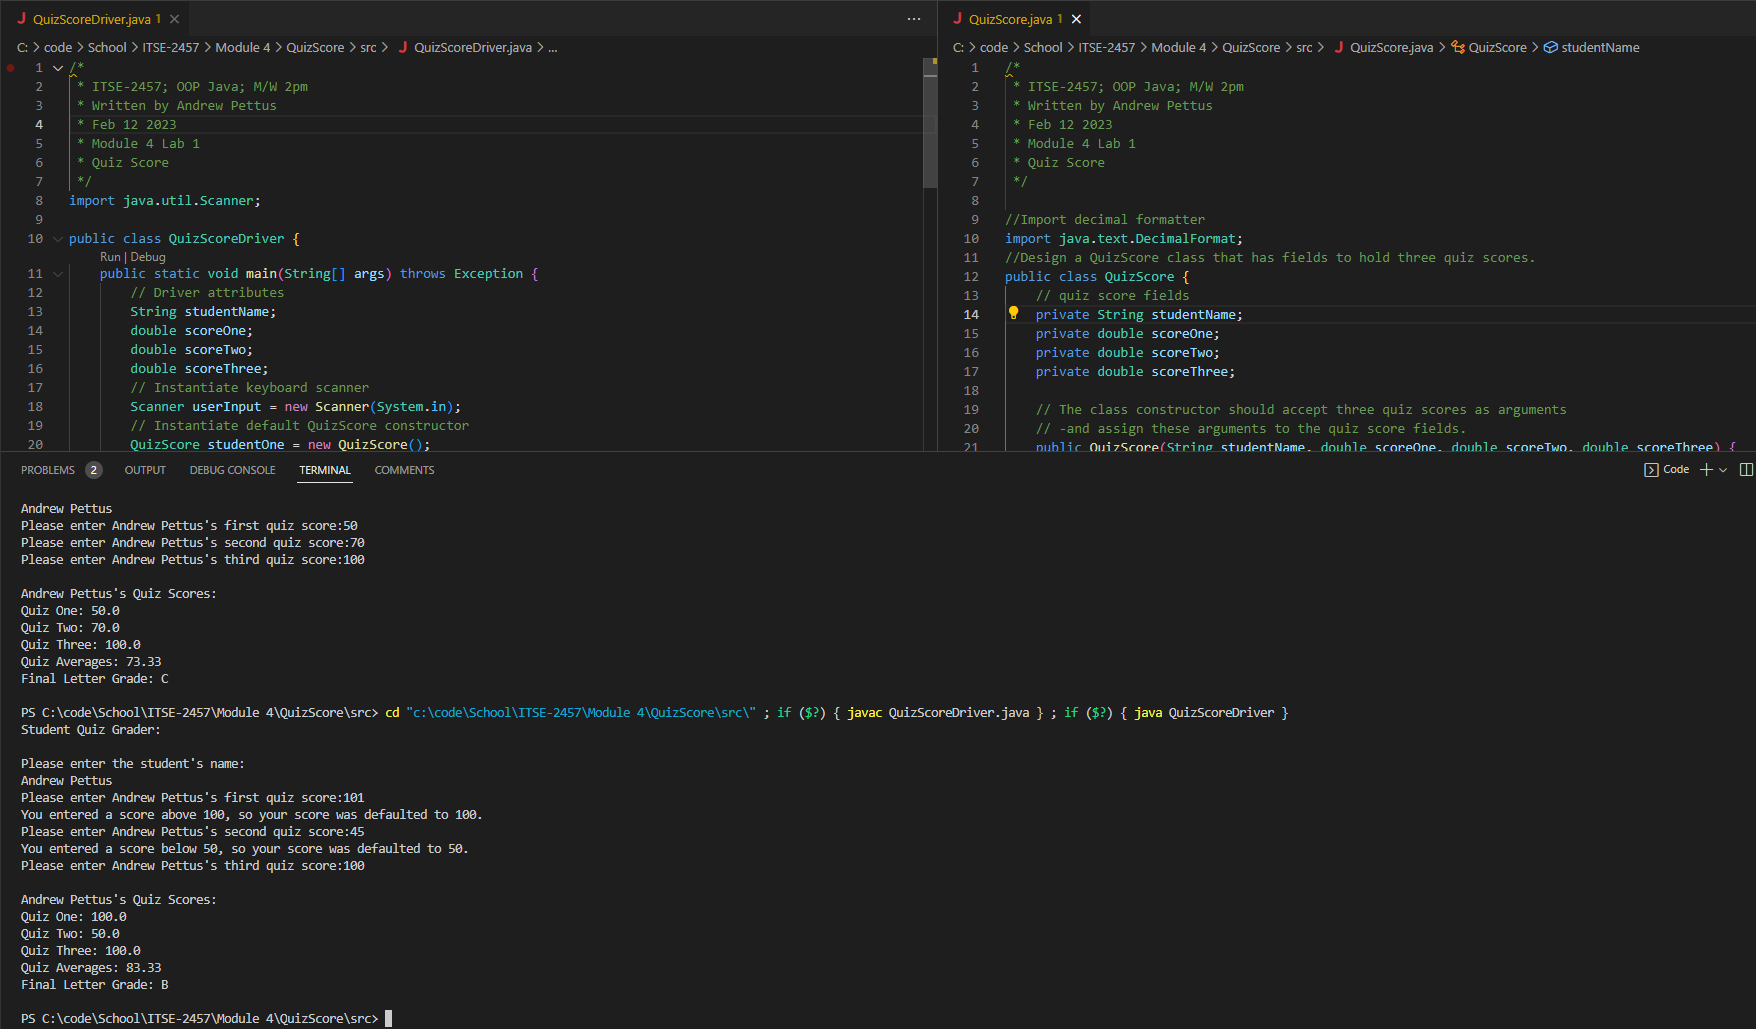 QuizScoreDriver.java 1
C: > code > School > ITSE-2457 > Module 4 > QuizScore > src > QuizScoreDriver.java > ...
1 /*
2 * ITSE-2457; OOP Java; M/W 2pm
3 * Written by Andrew Pettus
4 * Feb 12 2023
5 * Module 4 Lab 1
6 * Quiz Score
7 */
8 import java.util.Scanner;
9
10 public class QuizScoreDriver {
Run | Debug
11 public static void main(String[] args) throws Exception {
12 // Driver attributes
13 String studentName;
14 double scoreOne;
15 double scoreTwo;
16 double scoreThree;
17 // Instantiate keyboard scanner
18 Scanner userInput = new Scanner(System.in);
19 // Instantiate default QuizScore constructor
20 QuizScore studentOne = new QuizScore();
QuizScore.java 1
C: > code > School > ITSE-2457 > Module 4 > QuizScore > src > QuizScore.java > QuizScore > studentName
1 /*
2 * ITSE-2457; OOP Java; M/W 2pm
3 * Written by Andrew Pettus
4 * Feb 12 2023
5 * Module 4 Lab 1
6 * Quiz Score
7 */
8
9 //Import decimal formatter
10 import java.text.DecimalFormat;
11 //Design a QuizScore class that has fields to hold three quiz scores.
12 public class QuizScore {
13 // quiz score fields
14 private String studentName;
15 private double scoreOne;
16 private double scoreTwo;
17 private double scoreThree;
18
19 // The class constructor should accept three quiz scores as arguments
20 // -and assign these arguments to the quiz score fields.
21 public QuizScore(String studentName, double scoreOne, double scoreTwo, double scoreThree) {
PROBLEMS 2 OUTPUT DEBUG CONSOLE TERMINAL COMMENTS Code
Andrew Pettus
Please enter Andrew Pettus's first quiz score:50
Please enter Andrew Pettus's second quiz score:70
Please enter Andrew Pettus's third quiz score:100
Andrew Pettus's Quiz Scores:
Quiz One: 50.0
Quiz Two: 70.0
Quiz Three: 100.0
Quiz Averages: 73.33
Final Letter Grade: C
PS C:\code\School\ITSE-2457\Module 4\QuizScore\src> cd "c:\code\School\ITSE-2457\Module 4\QuizScore\src\" ; if ($?) { javac QuizScoreDriver.java } ; if ($?) { java QuizScoreDriver }
Student Quiz Grader:
Please enter the student's name:
Andrew Pettus
Please enter Andrew Pettus's first quiz score:101
You entered a score above 100, so your score was defaulted to 100.
Please enter Andrew Pettus's second quiz score:45
You entered a score below 50, so your score was defaulted to 50.
Please enter Andrew Pettus's third quiz score:100
Andrew Pettus's Quiz Scores:
Quiz One: 100.0
Quiz Two: 50.0
Quiz Three: 100.0
Quiz Averages: 83.33
Final Letter Grade: B
PS C:\code\School\ITSE-2457\Module 4\QuizScore\src>